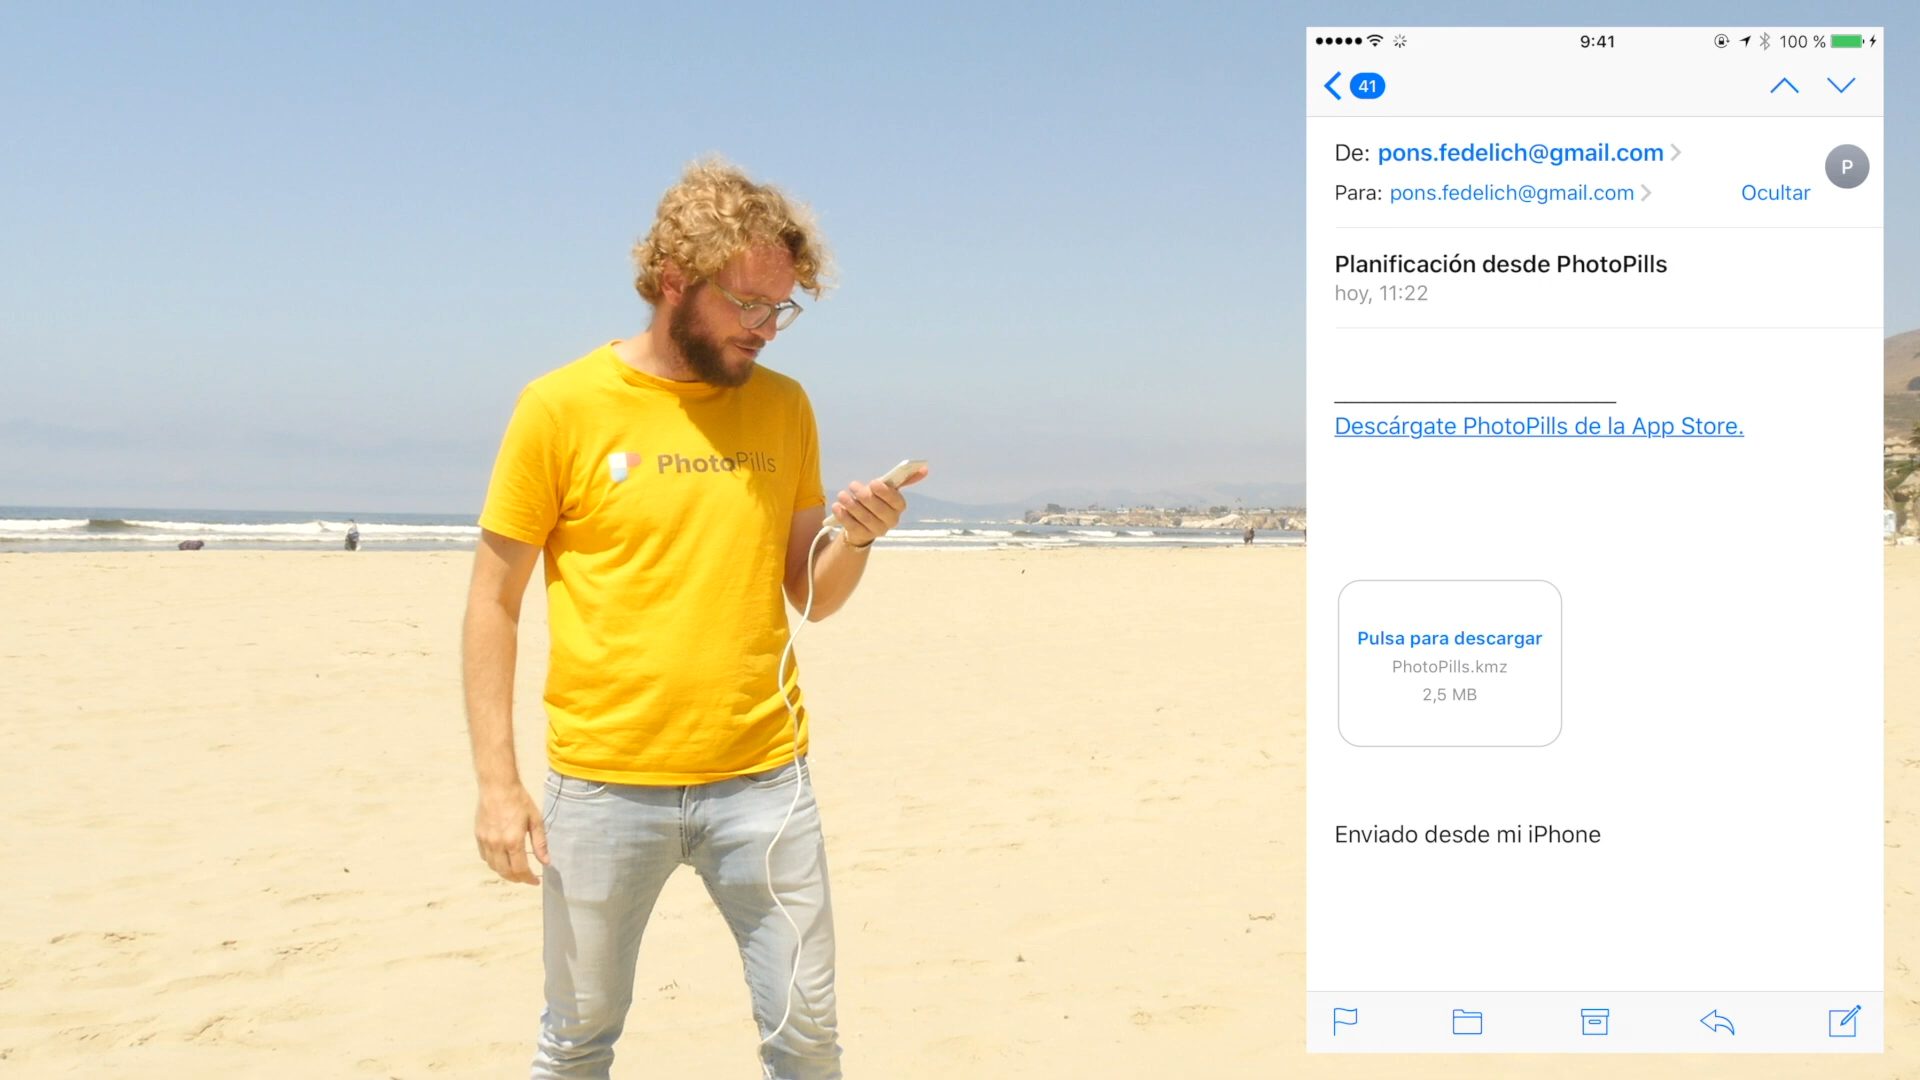 PhotoPills
9:41
100 %
41
De: pons.fedelich@gmail.com
P
Para: pons.fedelich@gmail.com
Ocultar
Planificación desde PhotoPills
hoy, 11:22
Descárgate PhotoPills de la App Store.
Pulsa para descargar
PhotoPills.kmz
2,5 MB
Enviado desde mi iPhone